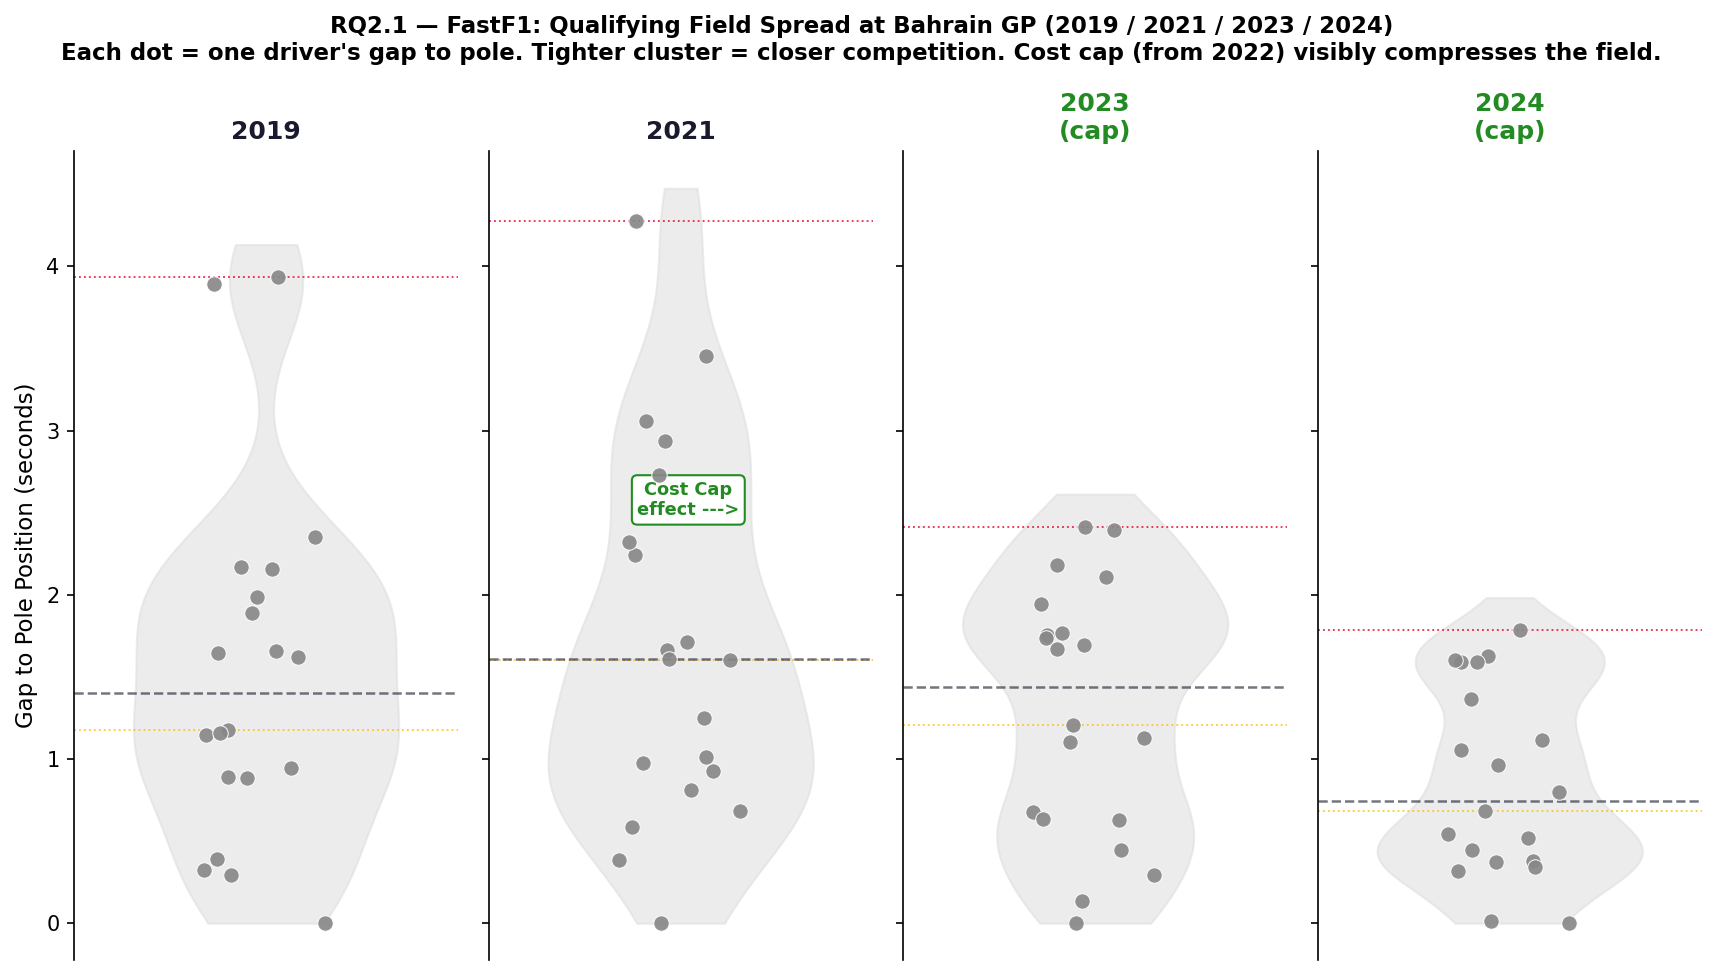 RQ2.1 — FastF1: Qualifying Field Spread at Bahrain GP (2019 / 2021 / 2023 / 2024)
Each dot = one driver's gap to pole. Tighter cluster = closer competition. Cost cap (from 2022) visibly compresses the field.
2019
2021
2023
(cap)
2024
(cap)
Gap to Pole Position (seconds)
4
3
2
1
0
Cost Cap
effect --->